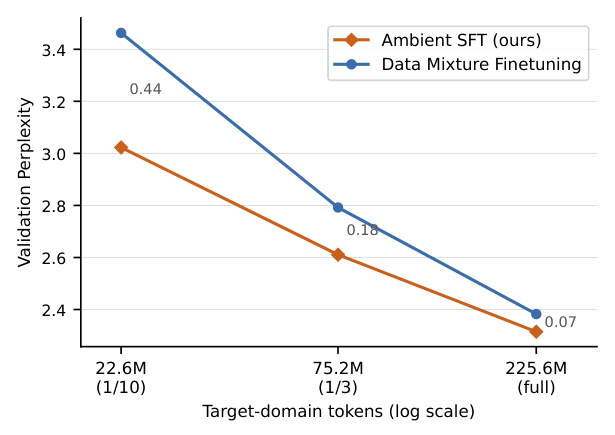 Ambient SFT (ours)
Data Mixture Finetuning
Validation Perplexity
3.4
3.2
3.0
2.8
2.6
2.4
0.44
0.18
0.07
22.6M
(1/10)
75.2M
(1/3)
225.6M
(full)
Target-domain tokens (log scale)